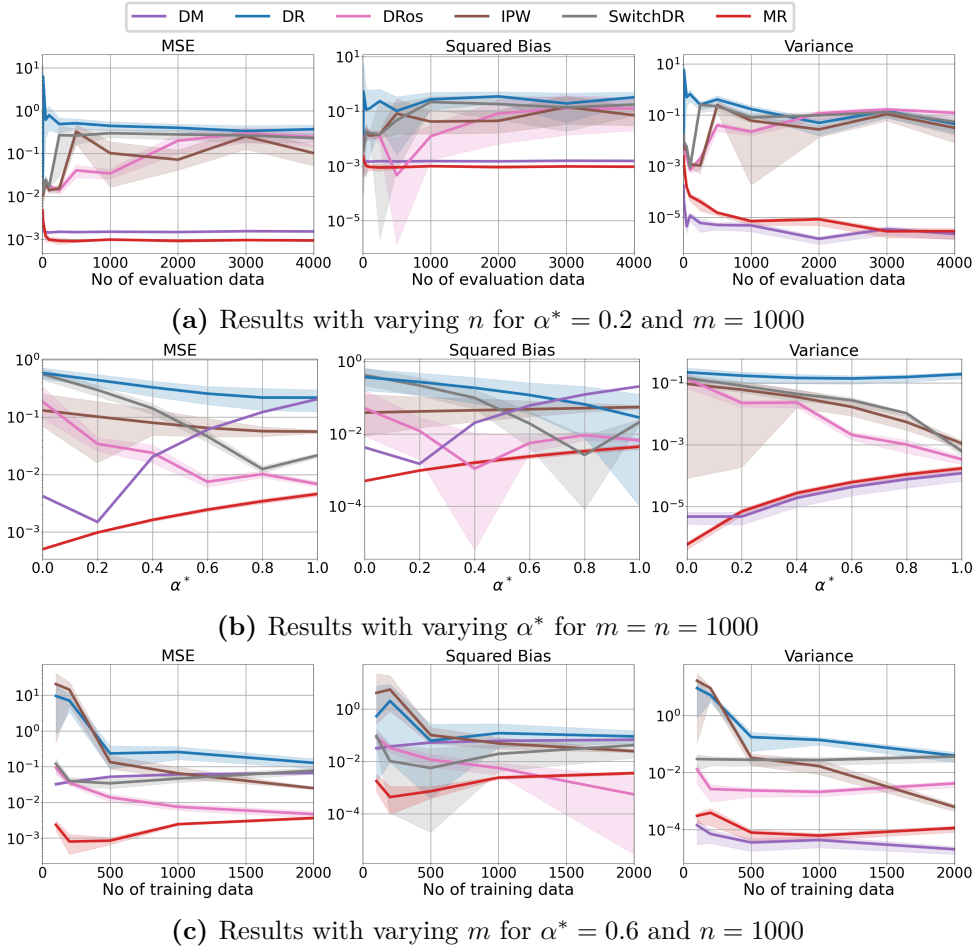 DM DR DRos IPW SwitchDR MR
MSE Squared Bias Variance
10^1 10^0 10^{-1} 10^{-2} 10^{-3}
0 1000 2000 3000 4000
No of evaluation data
10^1 10^{-1} 10^{-3} 10^{-5}
0 1000 2000 3000 4000
No of evaluation data
10^1 10^{-1} 10^{-3} 10^{-5}
0 1000 2000 3000 4000
No of evaluation data
(a) Results with varying n for α* = 0.2 and m = 1000
MSE Squared Bias Variance
10^0 10^{-1} 10^{-2} 10^{-3}
0.0 0.2 0.4 0.6 0.8 1.0
α*
10^0 10^{-2} 10^{-4}
0.0 0.2 0.4 0.6 0.8 1.0
α*
10^{-1} 10^{-3} 10^{-5}
0.0 0.2 0.4 0.6 0.8 1.0
α*
(b) Results with varying α* for m = n = 1000
MSE Squared Bias Variance
10^1 10^0 10^{-1} 10^{-2} 10^{-3}
0 500 1000 1500 2000
No of training data
10^0 10^{-2} 10^{-4}
0 500 1000 1500 2000
No of training data
10^0 10^{-2} 10^{-4}
0 500 1000 1500 2000
No of training data
(c) Results with varying m for α* = 0.6 and n = 1000